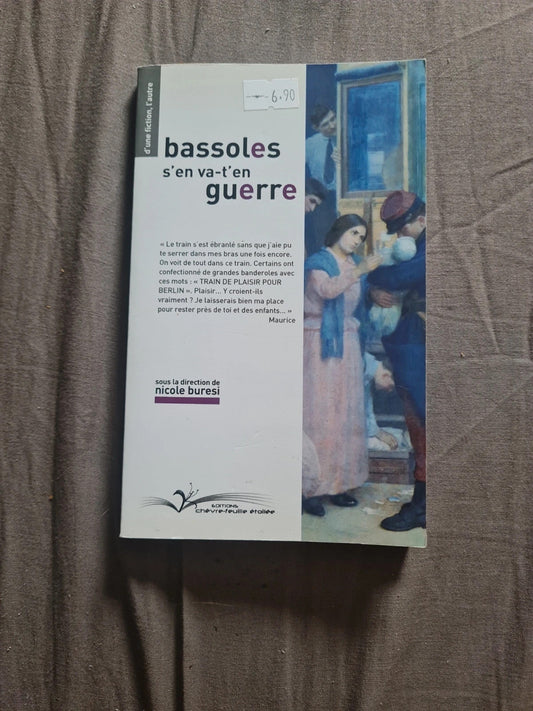 d'une fiction, l'autre
6.90
bassoles
s'en va-t'en
guerre
« Le train s'est ébranlé sans que j'aie pu
te serrer dans mes bras une fois encore.
On voit de tout dans ce train. Certains ont
confectionné de grandes banderoles avec
ces mots : « TRAIN DE PLAISIR POUR
BERLIN ». Plaisir... Y croient-ils
vraiment ? Je laisserais bien ma place
pour rester près de toi et des enfants... »
Maurice
sous la direction de
nicole buresi
EDITIONS
chèvre-feuille étoilée